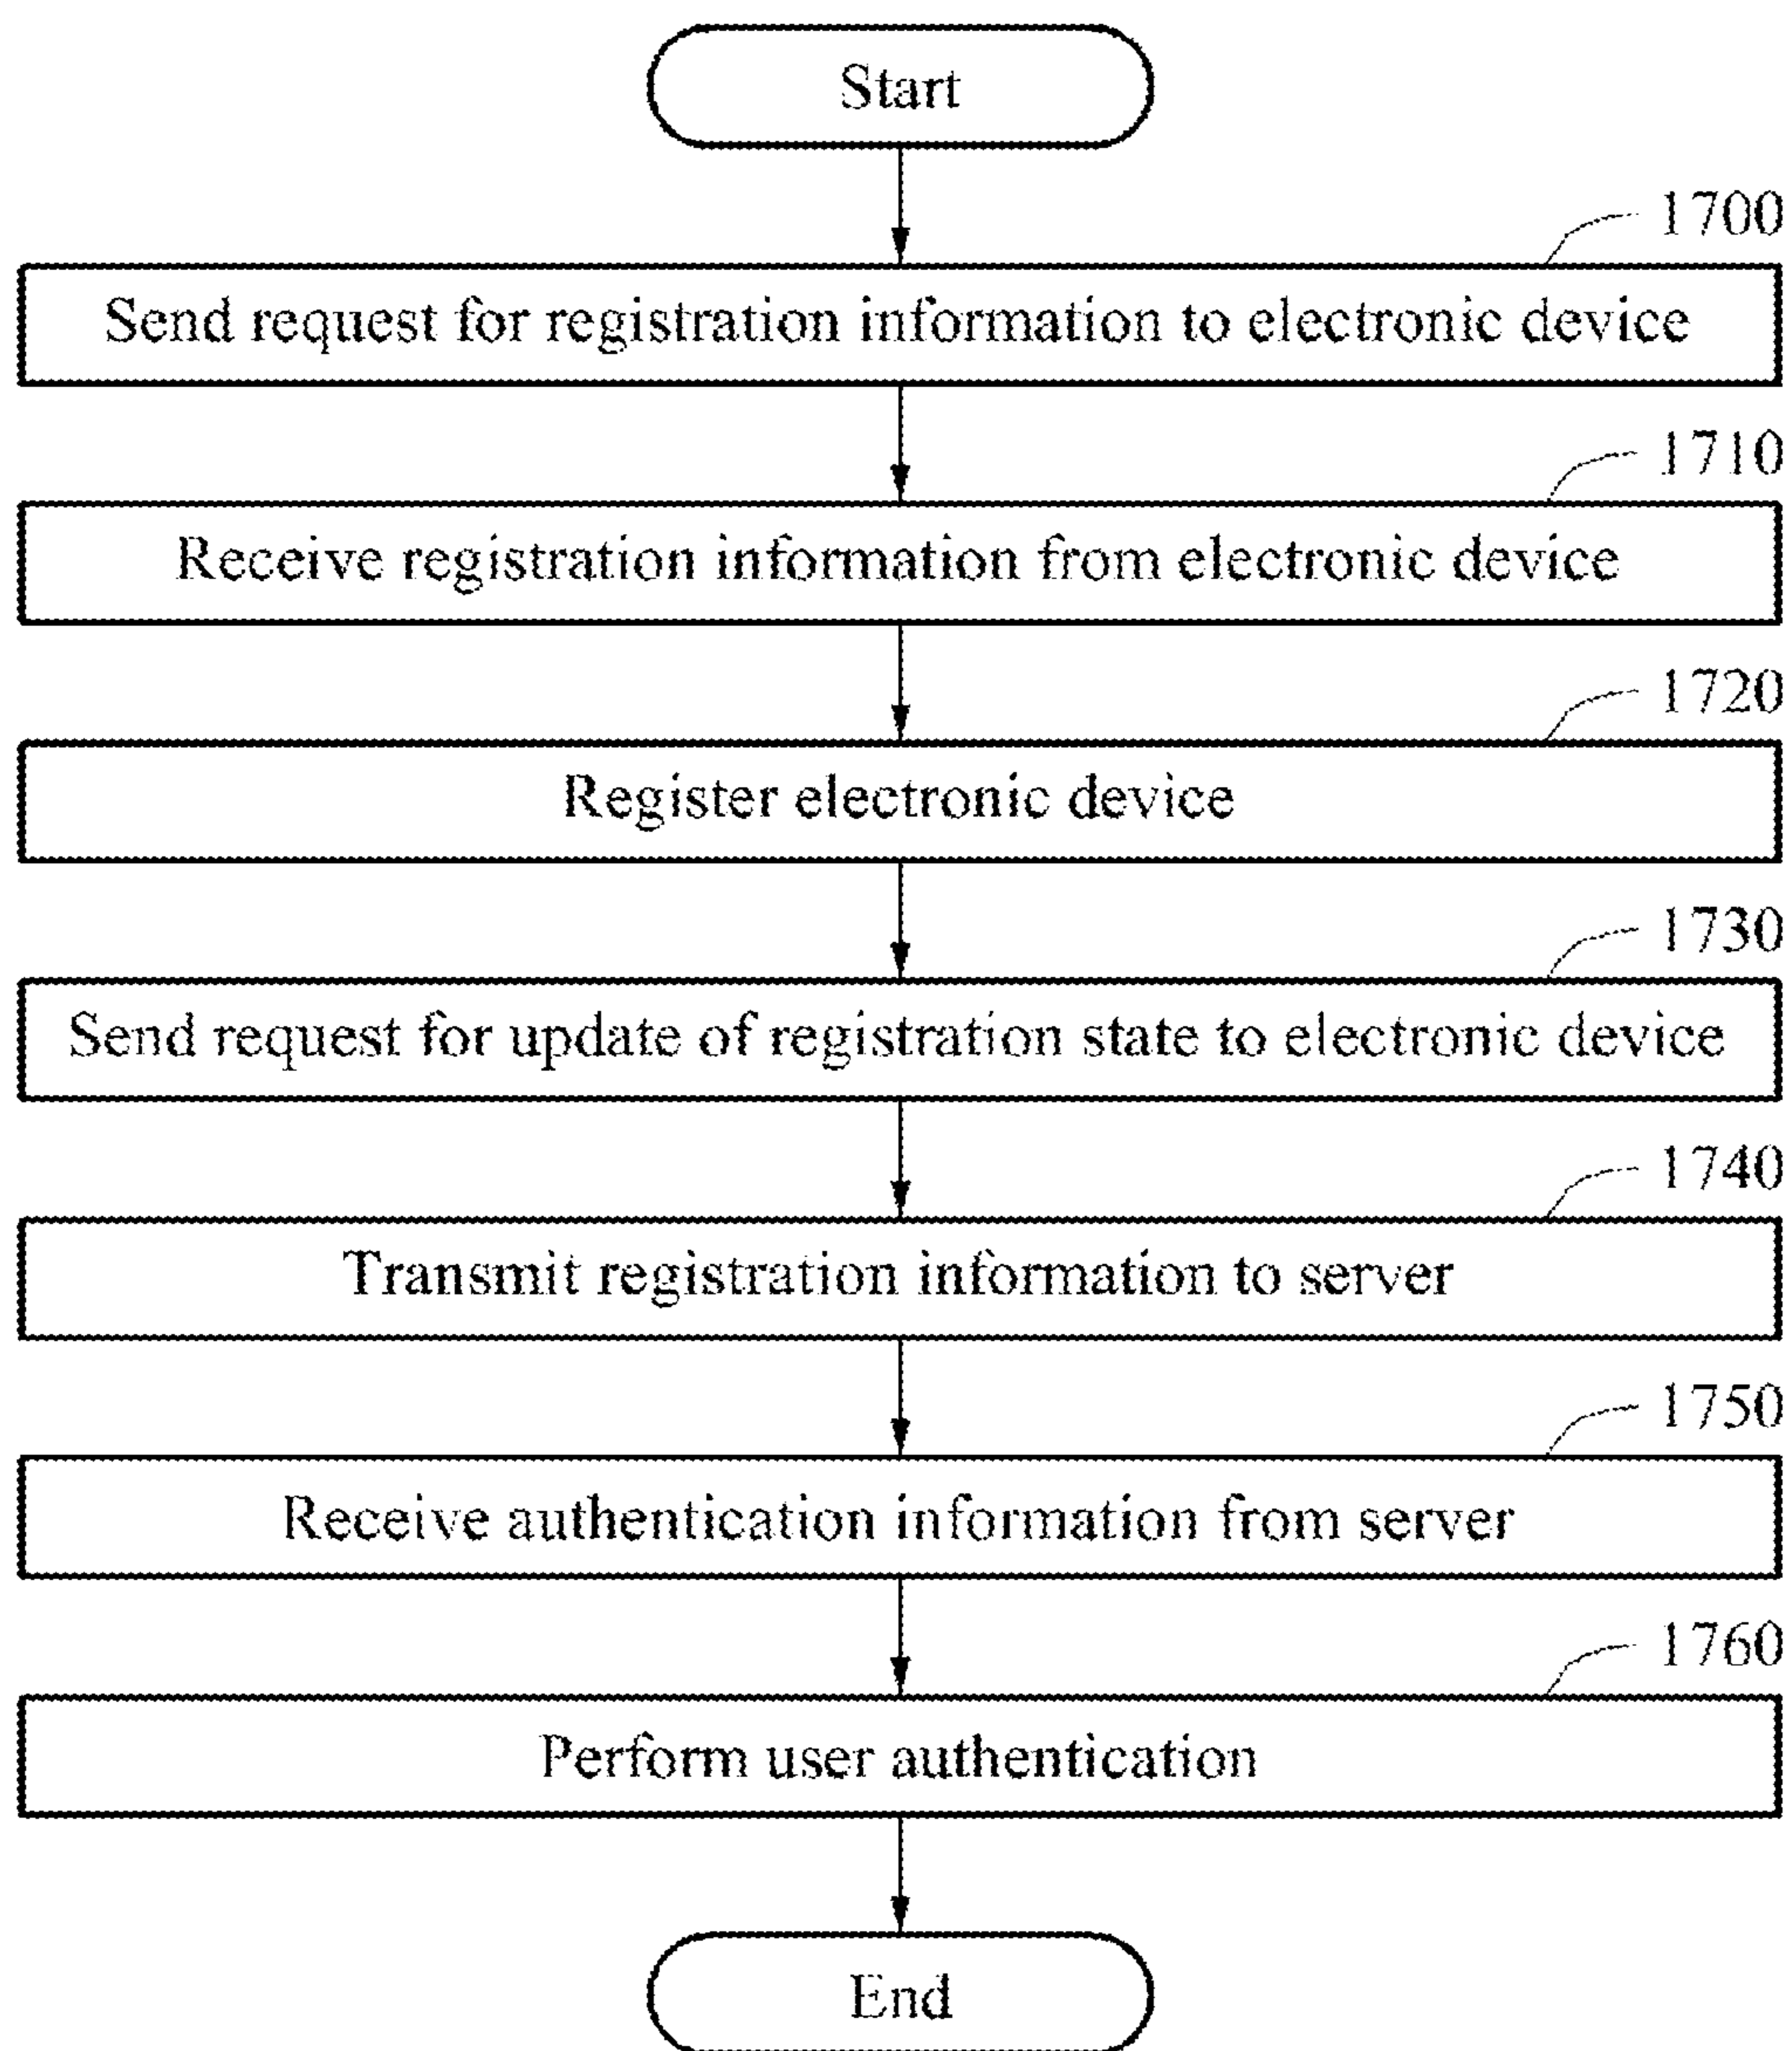 Start
1700
Send request for registration information to electronic device
1710
Receive registration information from electronic device
1720
Register electronic device
1730
Send request for update of registration state to electronic device
1740
Transmit registration information to server
1750
Receive authentication information from server
1760
Perform user authentication
End